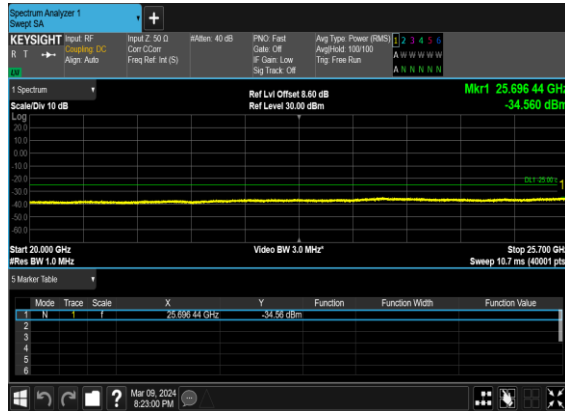 Spectrum Analyzer 1
Swept SA
KEYSIGHT
R T
LW
Input: RF
Coupling: DC
Align: Auto
Input Z: 50 Ω
Corr CCorr
Freq Ref: Int (S)
#Atten: 40 dB
PNO: Fast
Gate: Off
IF Gain: Low
Sig Track: Off
Avg Type: Power (RMS)
Avg|Hold: 100/100
Trig: Free Run
1 2 3 4 5 6
A W W W W W
A N N N N N
1 Spectrum
Scale/Div 10 dB
Ref Lvl Offset 8.60 dB
Ref Level 30.00 dBm
Mkr1 25.696 44 GHz
-34.560 dBm
Log
20.0
10.0
0.00
-10.0
-20.0
-30.0
-40.0
-50.0
-60.0
DL1 -25.00
1
Start 20.000 GHz
#Res BW 1.0 MHz
Video BW 3.0 MHz*
Stop 25.700 GHz
Sweep 10.7 ms (40001 pts
5 Marker Table
Mode Trace Scale X Y Function Function Width Function Value
1 N 1 f 25.696 44 GHz -34.56 dBm
2
3
4
5
6
?
Mar 09, 2024
8:23:00 PM